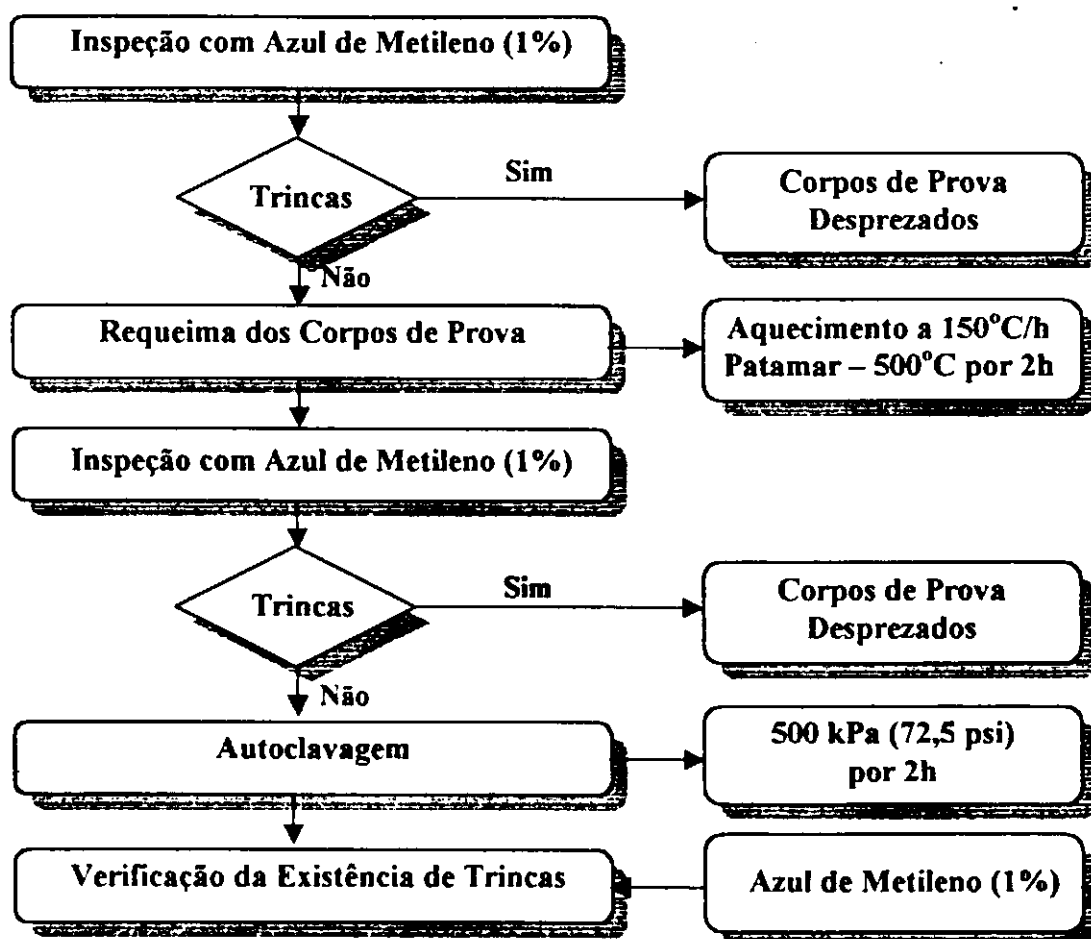 Inspeção com Azul de Metileno (1%)
Trincas
Sim
Corpos de Prova
Desprezados
Não
Requeima dos Corpos de Prova
Aquecimento a 150°C/h
Patamar – 500°C por 2h
Inspeção com Azul de Metileno (1%)
Trincas
Sim
Corpos de Prova
Desprezados
Não
Autoclavagem
500 kPa (72,5 psi)
por 2h
Verificação da Existência de Trincas
Azul de Metileno (1%)